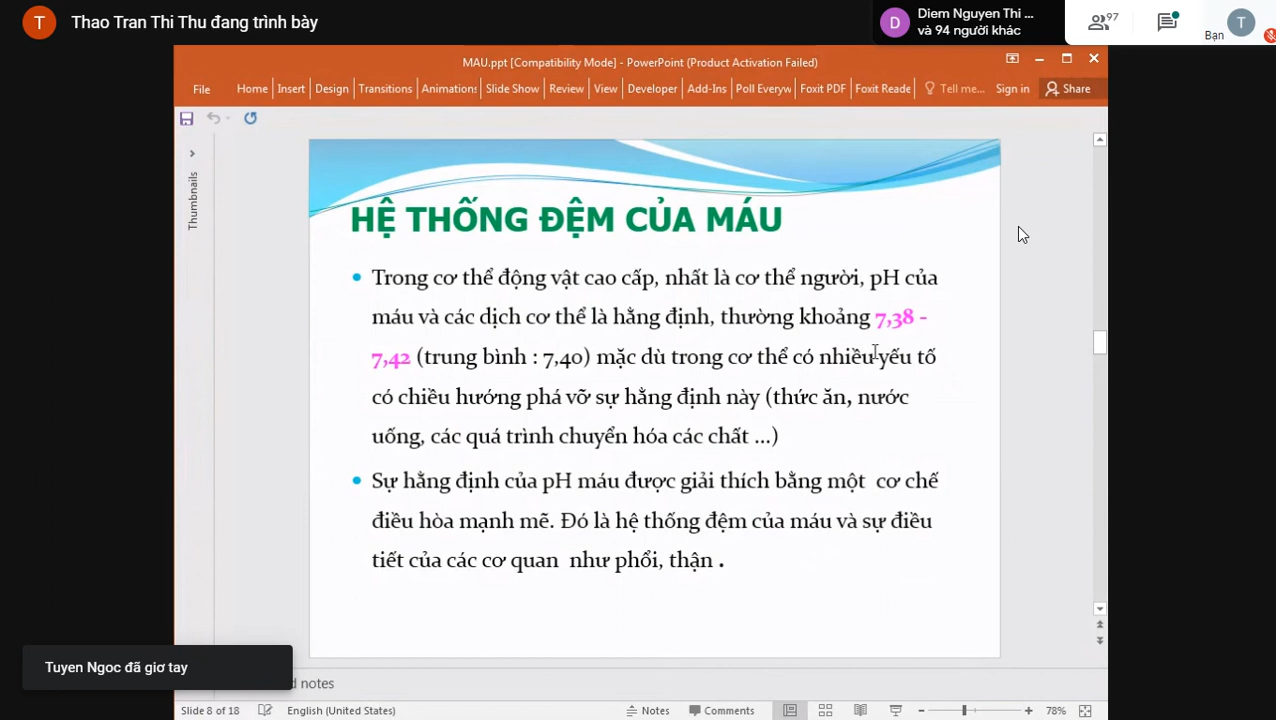 T
Thao Tran Thi Thu đang trình bày
D
Diem Nguyen Thi ...
và 94 người khác
97
Bạn
T
MAU.ppt [Compatibility Mode] - PowerPoint (Product Activation Failed)
File Home Insert Design Transitions Animations Slide Show Review View Developer Add-Ins Poll Everyw Foxit PDF Foxit Reade Tell me... Sign in Share
Thumbnails
HỆ THỐNG ĐỆM CỦA MÁU
• Trong cơ thể động vật cao cấp, nhất là cơ thể người, pH của
máu và các dịch cơ thể là hằng định, thường khoảng 7,38 -
7,42 (trung bình : 7,40) mặc dù trong cơ thể có nhiều yếu tố
có chiều hướng phá vỡ sự hằng định này (thức ăn, nước
uống, các quá trình chuyển hóa các chất ...)
• Sự hằng định của pH máu được giải thích bằng một cơ chế
điều hòa mạnh mẽ. Đó là hệ thống đệm của máu và sự điều
tiết của các cơ quan như phổi, thận .
Tuyen Ngoc đã giơ tay
d notes
Slide 8 of 18 English (United States) Notes Comments 78%